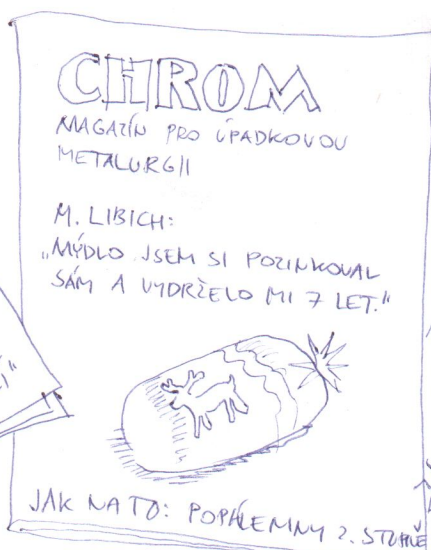 CHROM
MAGAZÍN PRO ÚPADKOVOU
METALURGII
M. LIBICH:
„MÝDLO JSEM SI POZINKOVAL
SÁM A VYDRŽELO MI 7 LET."
JAK NA TO: POPÁLENINY 2. STUPNĚ